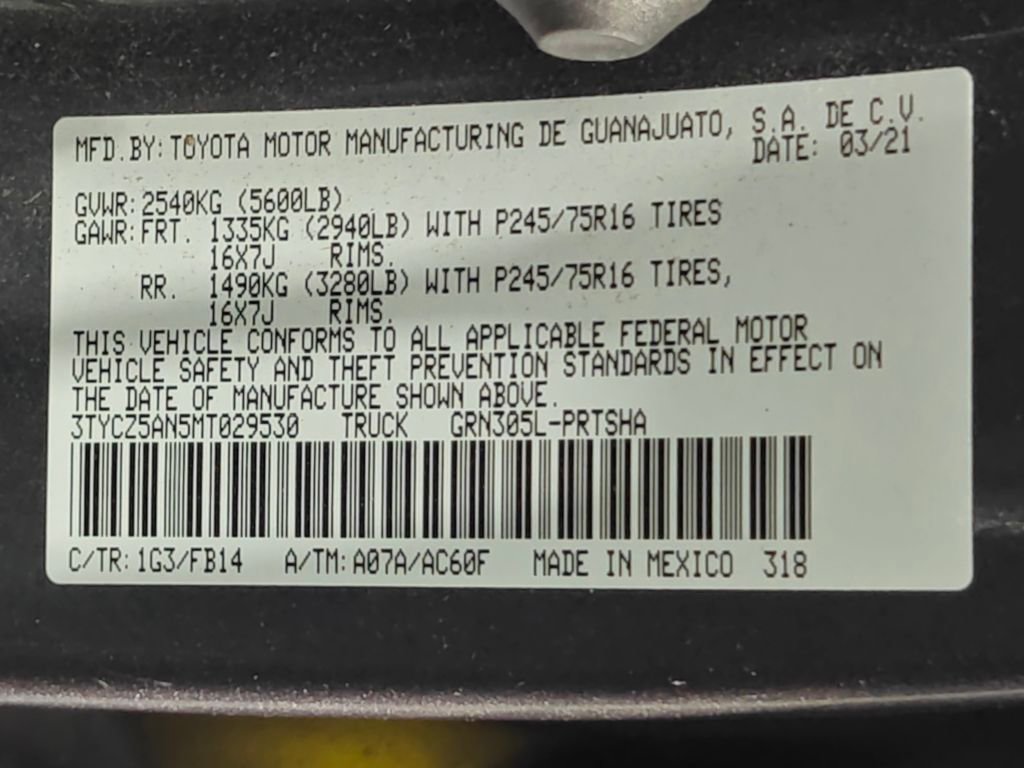 MFD.BY: TOYOTA MOTOR MANUFACTURING DE GUANAJUATO, S.A. DE C.V.
DATE: 03/21
GVWR: 2540KG (5600LB)
GAWR: FRT. 1335KG (2940LB) WITH P245/75R16 TIRES
16X7J RIMS.
RR. 1490KG (3280LB) WITH P245/75R16 TIRES,
16X7J RIMS.
THIS VEHICLE CONFORMS TO ALL APPLICABLE FEDERAL MOTOR
VEHICLE SAFETY AND THEFT PREVENTION STANDARDS IN EFFECT ON
THE DATE OF MANUFACTURE SHOWN ABOVE.
3TYCZ5AN5MT029530 TRUCK GRN305L-PRTSHA
C/TR: 1G3/FB14 A/TM: A07A/AC60F MADE IN MEXICO 318